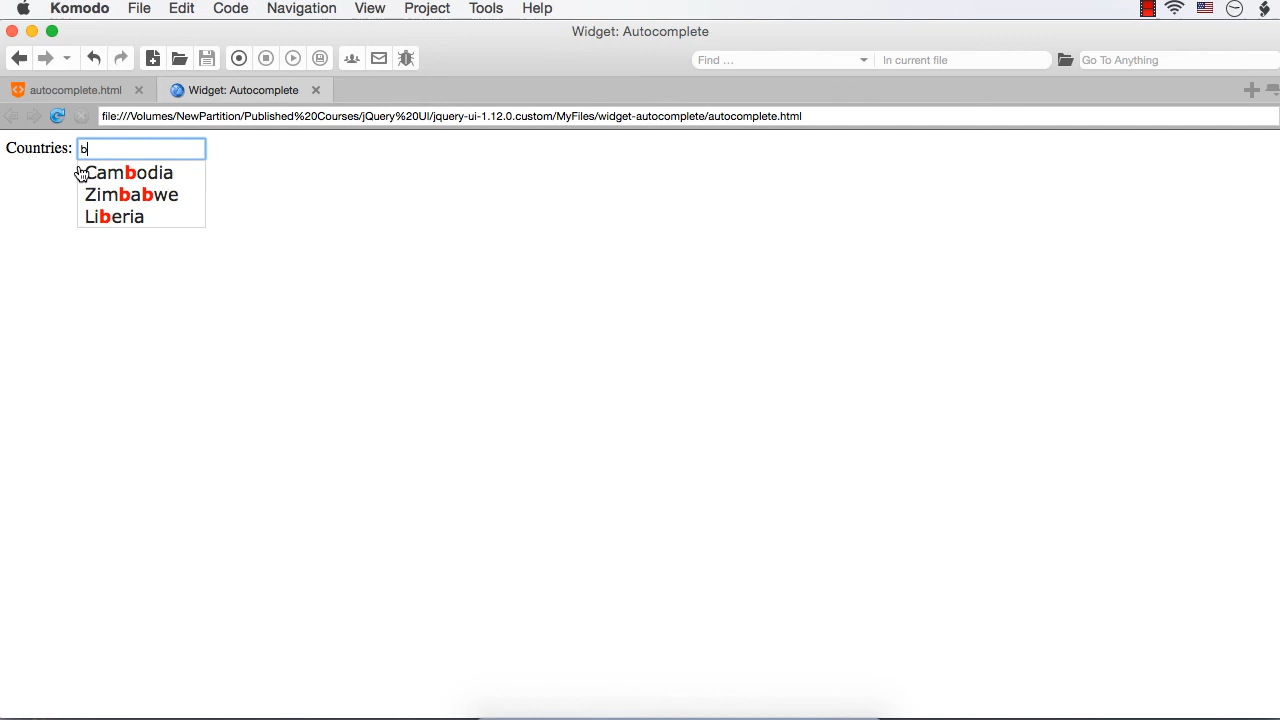 Komodo File Edit Code Navigation View Project Tools Help
Widget: Autocomplete
Find ... In current file Go To Anything
autocomplete.html Widget: Autocomplete
file:///Volumes/NewPartition/Published%20Courses/jQuery%20UI/jquery-ui-1.12.0.custom/MyFiles/widget-autocomplete/autocomplete.html
Countries: b
Cambodia
Zimbabwe
Liberia